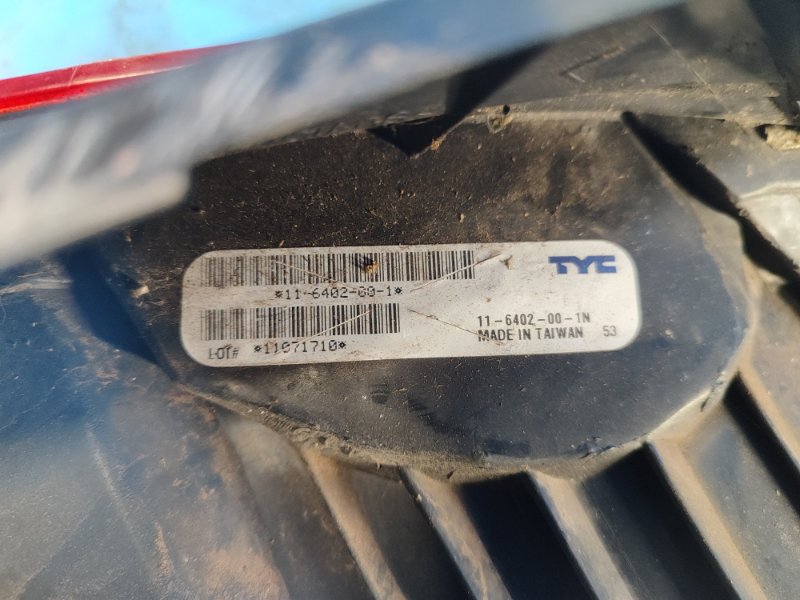 *11-6402-00-1*
TYC
11-6402-00-1N
LOT# *11071710*
MADE IN TAIWAN 53